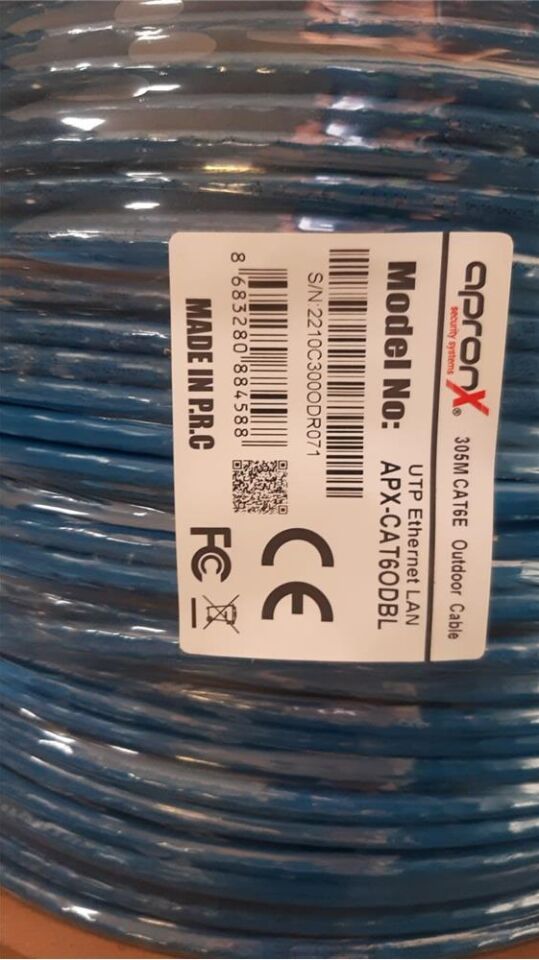 apronX®
security systems
305M CAT6E Outdoor Cable
UTP Ethernet LAN
Model No: APX-CAT6ODBL
S/N:2210C300ODR071
8 683280 884588
MADE IN P.R.C
CE
FC